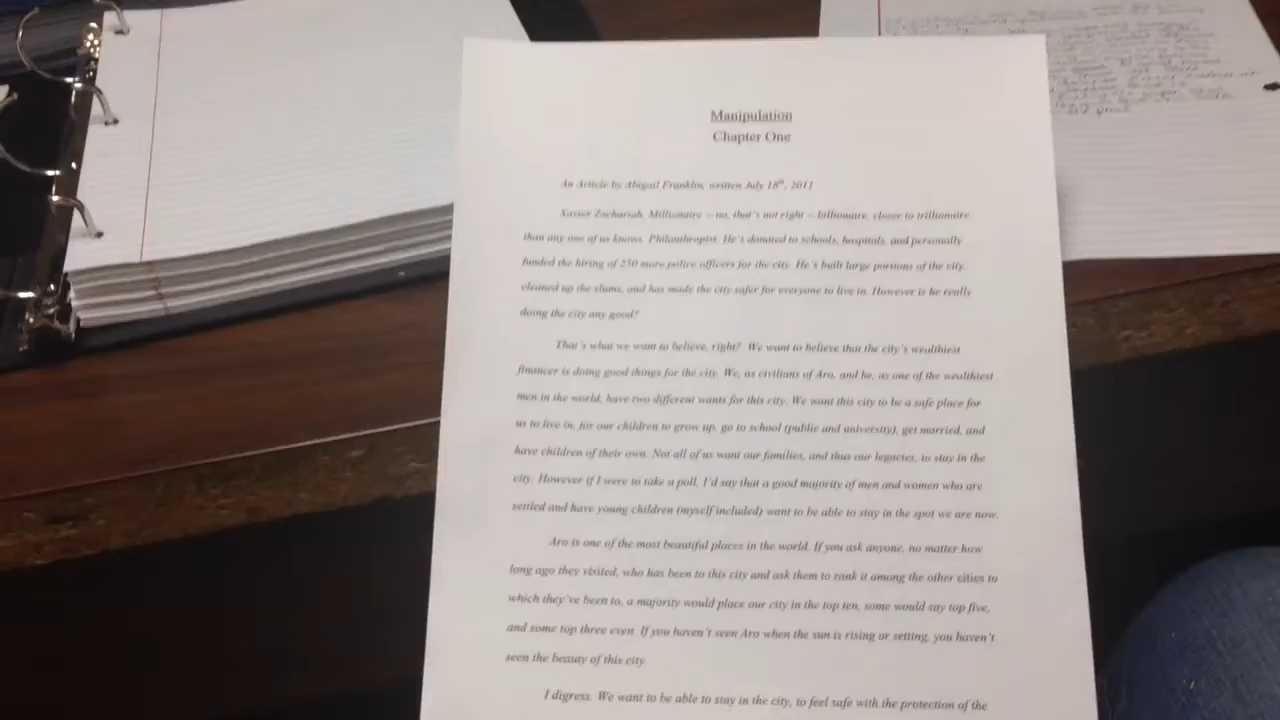 Manipulation
Chapter One
An Article by Abigail Franklin, written July 18th, 2011
Xavier Zachariah. Millionaire – no, that's not right – billionaire, closer to trillionaire
than any one of us knows. Philanthropist. He's donated to schools, hospitals, and personally
funded the hiring of 250 more police officers for the city. He's built large portions of the city,
cleaned up the slums, and has made the city safer for everyone to live in. However is he really
doing the city any good?
That's what we want to believe, right? We want to believe that the city's wealthiest
financer is doing good things for the city. We, as civilians of Aro, and he, as one of the wealthiest
men in the world, have two different wants for this city. We want this city to be a safe place for
us to live in, for our children to grow up, go to school (public and university), get married, and
have children of their own. Not all of us want our families, and thus our legacies, to stay in the
city. However if I were to take a poll, I'd say that a good majority of men and women who are
settled and have young children (myself included) want to be able to stay in the spot we are now.
Aro is one of the most beautiful places in the world. If you ask anyone, no matter how
long ago they visited, who has been to this city and ask them to rank it among the other cities to
which they've been to, a majority would place our city in the top ten, some would say top five,
and some top three even. If you haven't seen Aro when the sun is rising or setting, you haven't
seen the beauty of this city.
I digress. We want to be able to stay in the city, to feel safe with the protection of the